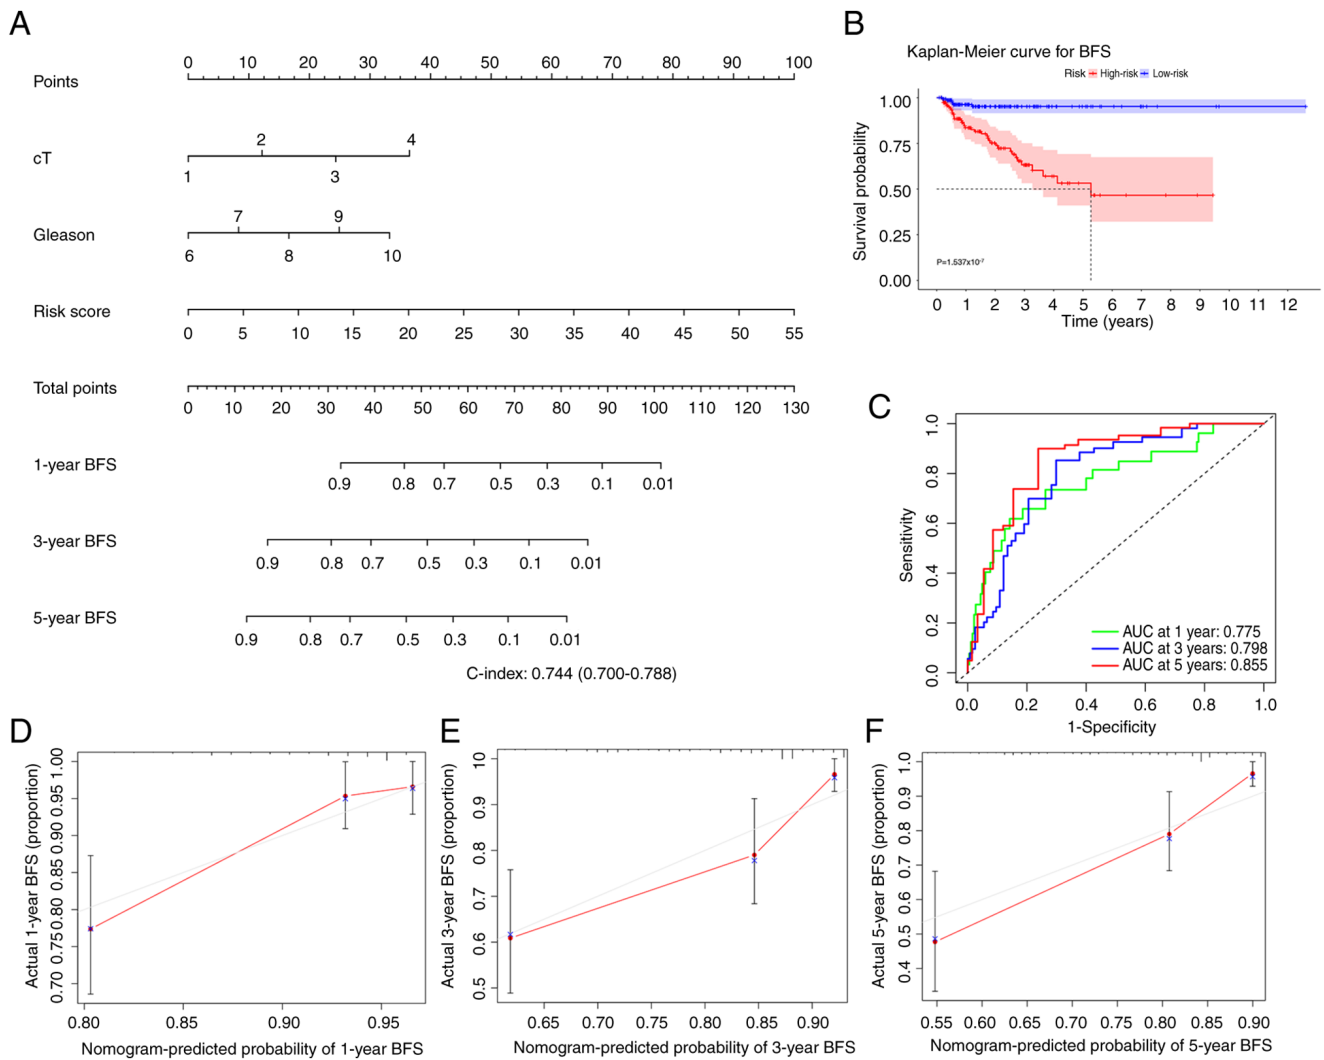 A
Points
0 10 20 30 40 50 60 70 80 90 100
cT
2 4
1 3
Gleason
7 9
6 8 10
Risk score
0 5 10 15 20 25 30 35 40 45 50 55
Total points
0 10 20 30 40 50 60 70 80 90 100 110 120 130
1-year BFS
0.9 0.8 0.7 0.5 0.3 0.1 0.01
3-year BFS
0.9 0.8 0.7 0.5 0.3 0.1 0.01
5-year BFS
0.9 0.8 0.7 0.5 0.3 0.1 0.01
C-index: 0.744 (0.700-0.788)
B
Kaplan-Meier curve for BFS
Risk High-risk Low-risk
Survival probability
1.00
0.75
0.50
0.25
0.00
P=1.537x10⁻⁷
0 1 2 3 4 5 6 7 8 9 10 11 12
Time (years)
C
Sensitivity
1.0
0.8
0.6
0.4
0.2
0.0
AUC at 1 year: 0.775
AUC at 3 years: 0.798
AUC at 5 years: 0.855
0.0 0.2 0.4 0.6 0.8 1.0
1-Specificity
D
Actual 1-year BFS (proportion)
1.00
0.95
0.90
0.85
0.80
0.75
0.70
0.80 0.85 0.90 0.95
Nomogram-predicted probability of 1-year BFS
E
Actual 3-year BFS (proportion)
10
0.9
0.8
0.7
0.6
0.5
0.65 0.70 0.75 0.80 0.85 0.90
Nomogram-predicted probability of 3-year BFS
F
Actual 5-year BFS (proportion)
1.0
0.9
0.8
0.7
0.6
0.5
0.4
0.55 0.60 0.65 0.70 0.75 0.80 0.85 0.90
Nomogram-predicted probability of 5-year BFS